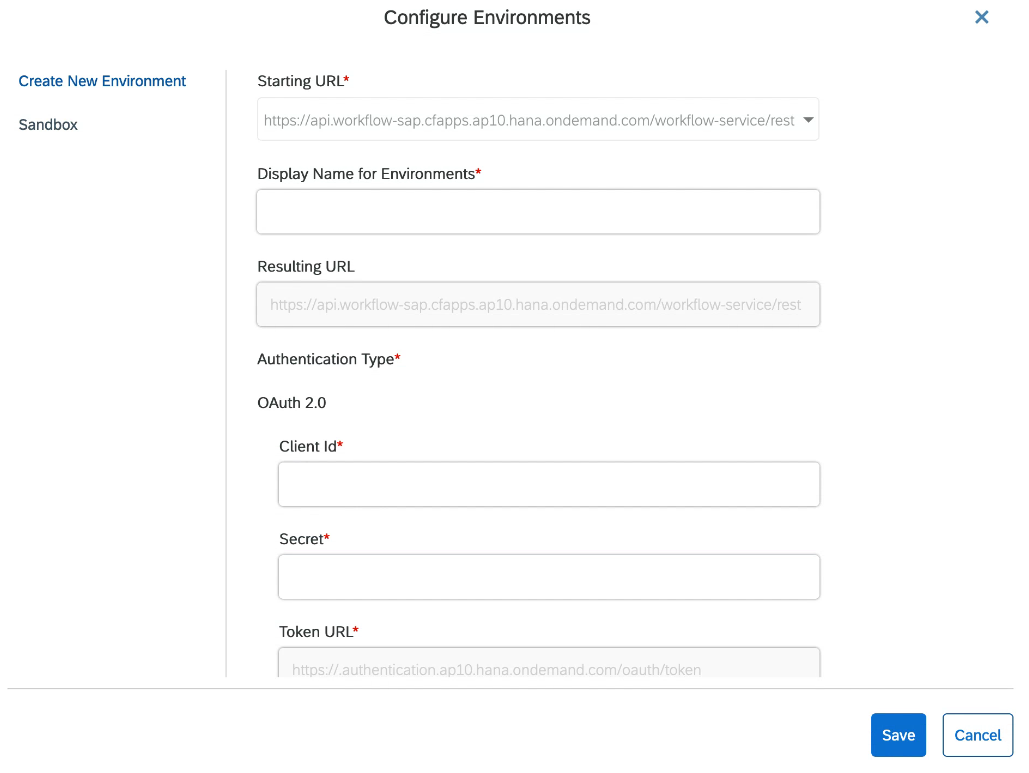 Configure Environments
Create New Environment
Sandbox
Starting URL*
https://api.workflow-sap.cfapps.ap10.hana.ondemand.com/workflow-service/rest
Display Name for Environments*
Resulting URL
https://api.workflow-sap.cfapps.ap10.hana.ondemand.com/workflow-service/rest
Authentication Type*
OAuth 2.0
Client Id*
Secret*
Token URL*
https://.authentication.ap10.hana.ondemand.com/oauth/token
Save Cancel